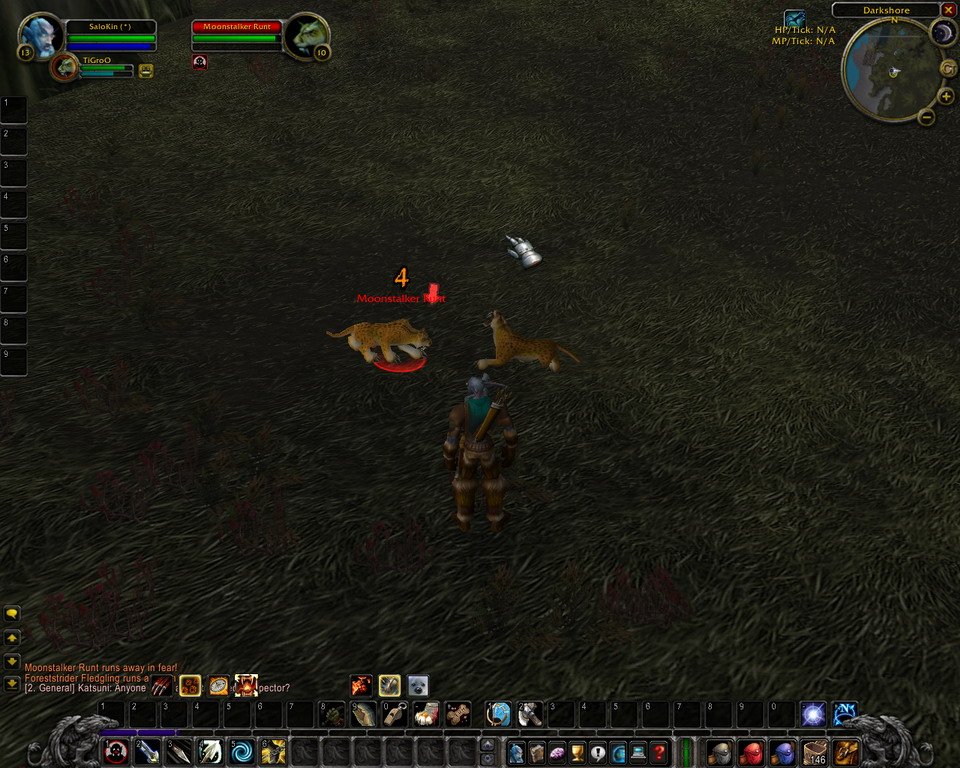 SaloKin (*)
13
TiGroO
Moonstalker Runt
10
Darkshore
N
HP/Tick: N/A
MP/Tick: N/A
1
2
3
4
5
6
7
8
9
4
Moonstalker Runt
Moonstalker Runt runs away in fear!
Foreststrider Fledgling runs a
[2. General] Katsuni: Anyone
pector?
1 2 3 4 5 6 7 8 9 0
3 4 5 6 7 8 9 0
146